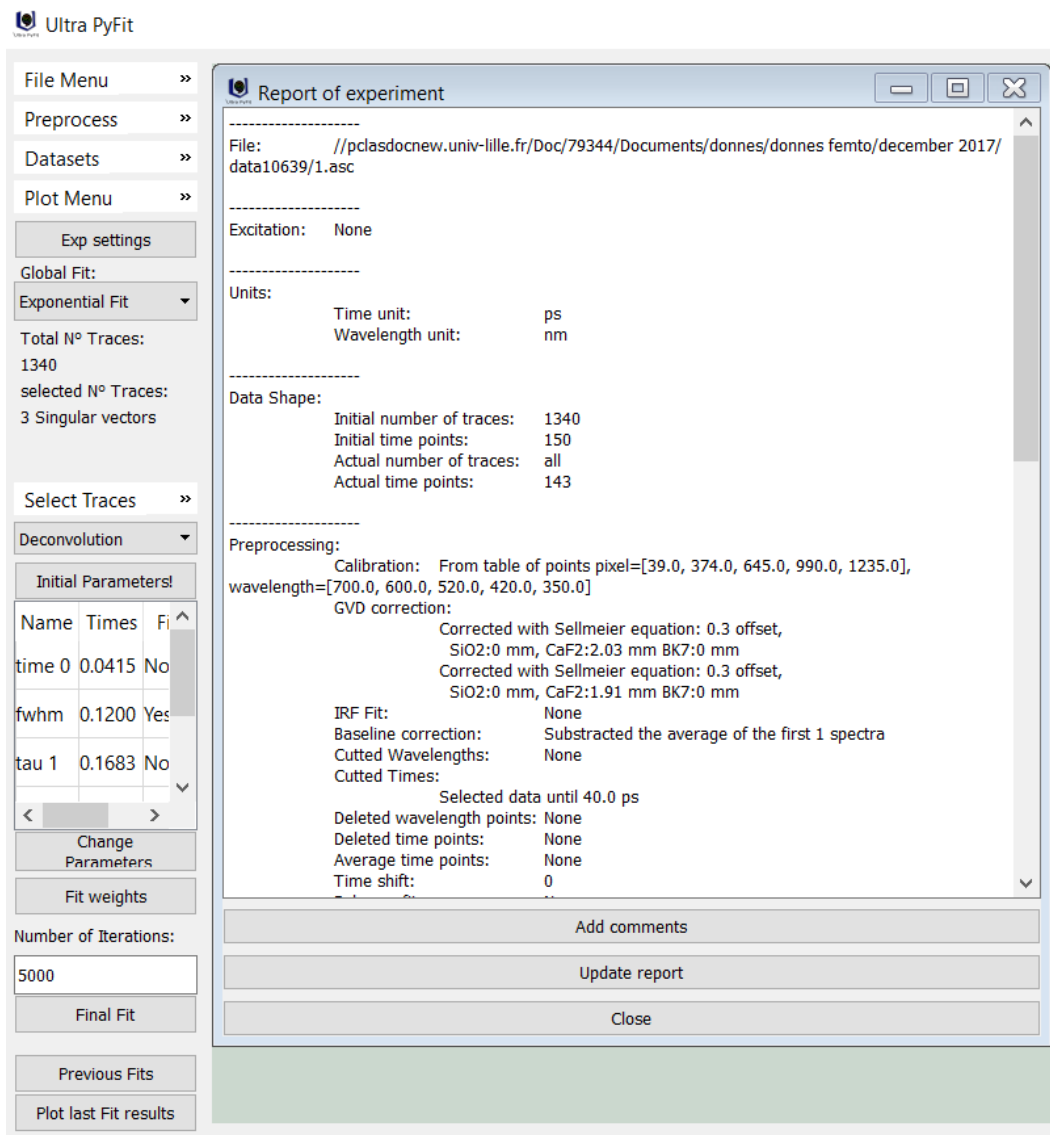 Ultra PyFit
File Menu »
Preprocess »
Datasets »
Plot Menu »
Exp settings
Global Fit:
Exponential Fit
Total Nº Traces:
1340
selected Nº Traces:
3 Singular vectors
Select Traces »
Deconvolution
Initial Parameters!
Name Times Fi
time 0 0.0415 No
fwhm 0.1200 Yes
tau 1 0.1683 No
Change
Parameters
Fit weights
Number of Iterations:
5000
Final Fit
Previous Fits
Plot last Fit results
Report of experiment
--------------------
File: //pclasdocnew.univ-lille.fr/Doc/79344/Documents/donnes/donnes femto/december 2017/
data10639/1.asc
--------------------
Excitation: None
--------------------
Units:
Time unit: ps
Wavelength unit: nm
--------------------
Data Shape:
Initial number of traces: 1340
Initial time points: 150
Actual number of traces: all
Actual time points: 143
--------------------
Preprocessing:
Calibration: From table of points pixel=[39.0, 374.0, 645.0, 990.0, 1235.0],
wavelength=[700.0, 600.0, 520.0, 420.0, 350.0]
GVD correction:
Corrected with Sellmeier equation: 0.3 offset,
SiO2:0 mm, CaF2:2.03 mm BK7:0 mm
Corrected with Sellmeier equation: 0.3 offset,
SiO2:0 mm, CaF2:1.91 mm BK7:0 mm
IRF Fit: None
Baseline correction: Substracted the average of the first 1 spectra
Cutted Wavelengths: None
Cutted Times:
Selected data until 40.0 ps
Deleted wavelength points: None
Deleted time points: None
Average time points: None
Time shift: 0
Add comments
Update report
Close